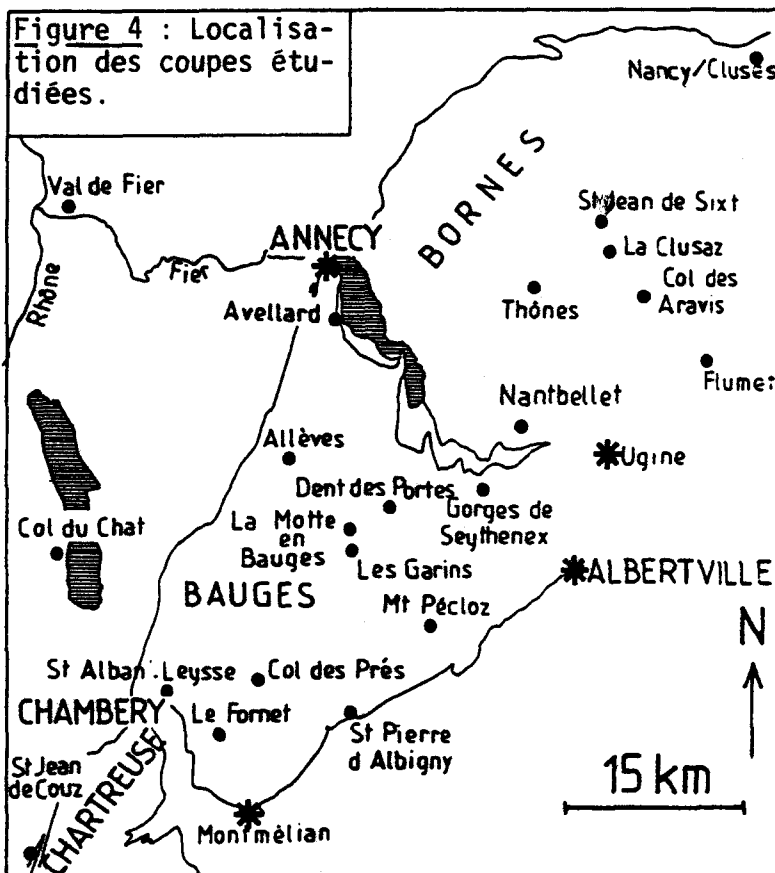 Figure 4 : Localisa-
tion des coupes étu-
diées.
Nancy/Cluses
BORNES
Val de Fier
St Jean de Sixt
ANNECY
La Clusaz
Fier
Col des
Aravis
Rhône
Thônes
Avellard
Flumet
Nantbellet
Allèves
Ugine
Dent des Portes
Gorges de
Seythenex
La Motte
en
Bauges
Col du Chat
Les Garins
ALBERTVILLE
BAUGES
Mt Pécloz
N
St Alban Leysse
Col des Prés
CHAMBERY
Le Fornet
St Pierre
d Albigny
St Jean
de Couz
CHARTREUSE
15 km
Montmélian